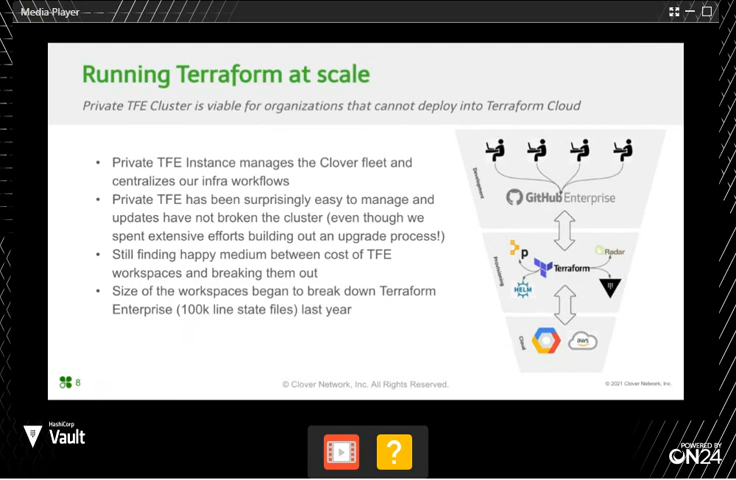 Media Player
Running Terraform at scale
Private TFE Cluster is viable for organizations that cannot deploy into Terraform Cloud
• Private TFE Instance manages the Clover fleet and
centralizes our infra workflows
• Private TFE has been surprisingly easy to manage and
updates have not broken the cluster (even though we
spent extensive efforts building out an upgrade process!)
• Still finding happy medium between cost of TFE
workspaces and breaking them out
• Size of the workspaces began to break down Terraform
Enterprise (100k line state files) last year
Development
GitHub Enterprise
Provisioning
p
Radar
Terraform
HELM
Cloud
aws
8
© Clover Network, Inc. All Rights Reserved.
© 2021 Clover Network, Inc.
HashiCorp
Vault
?
POWERED BY
ON24